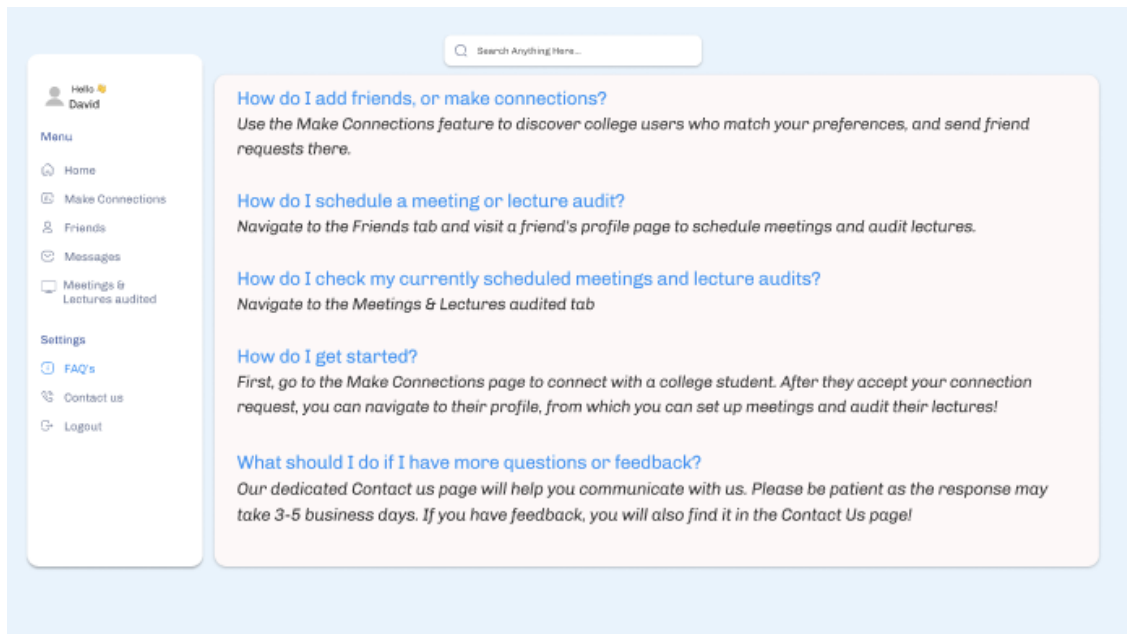 Search Anything Here...
Hello 👋
David
Menu
Home
Make Connections
Friends
Messages
Meetings &
Lectures audited
Settings
FAQ's
Contact us
Logout
How do I add friends, or make connections?
Use the Make Connections feature to discover college users who match your preferences, and send friend
requests there.
How do I schedule a meeting or lecture audit?
Navigate to the Friends tab and visit a friend's profile page to schedule meetings and audit lectures.
How do I check my currently scheduled meetings and lecture audits?
Navigate to the Meetings & Lectures audited tab
How do I get started?
First, go to the Make Connections page to connect with a college student. After they accept your connection
request, you can navigate to their profile, from which you can set up meetings and audit their lectures!
What should I do if I have more questions or feedback?
Our dedicated Contact us page will help you communicate with us. Please be patient as the response may
take 3-5 business days. If you have feedback, you will also find it in the Contact Us page!